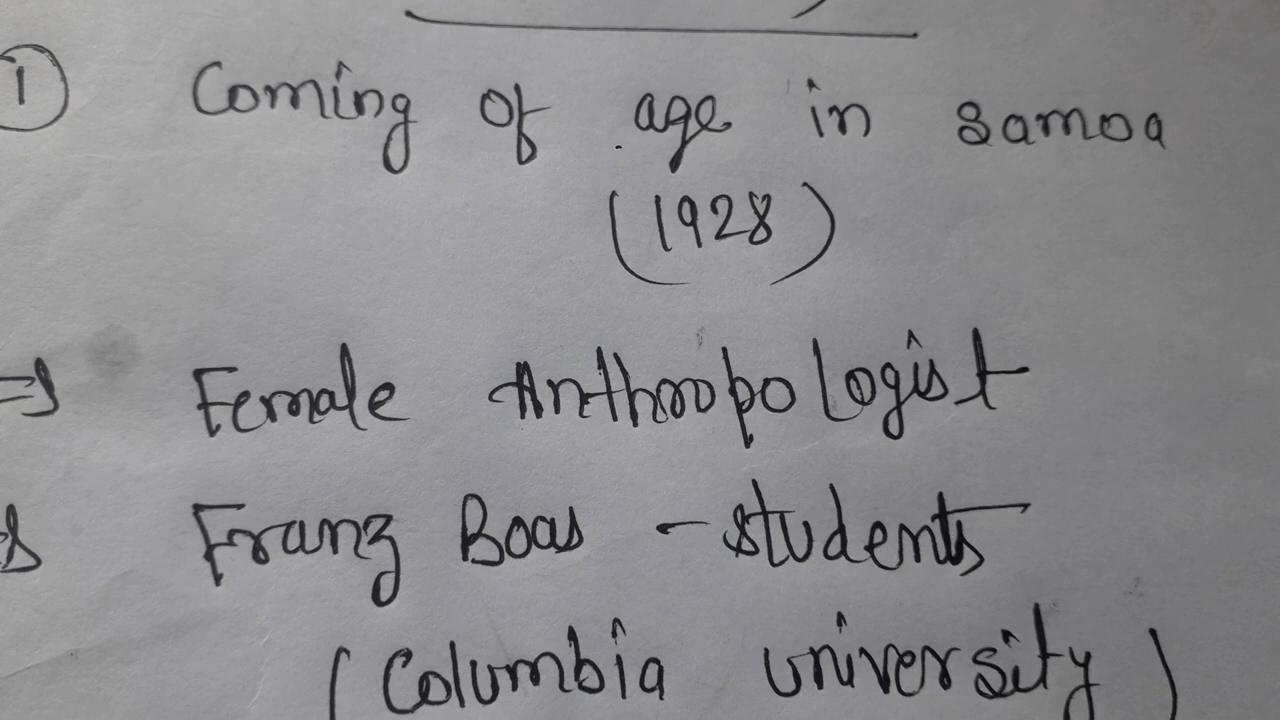 ① Coming of age in samoa
(1928)
⇒ Female Anthropologist
Franz Boas - students
(Columbia university)